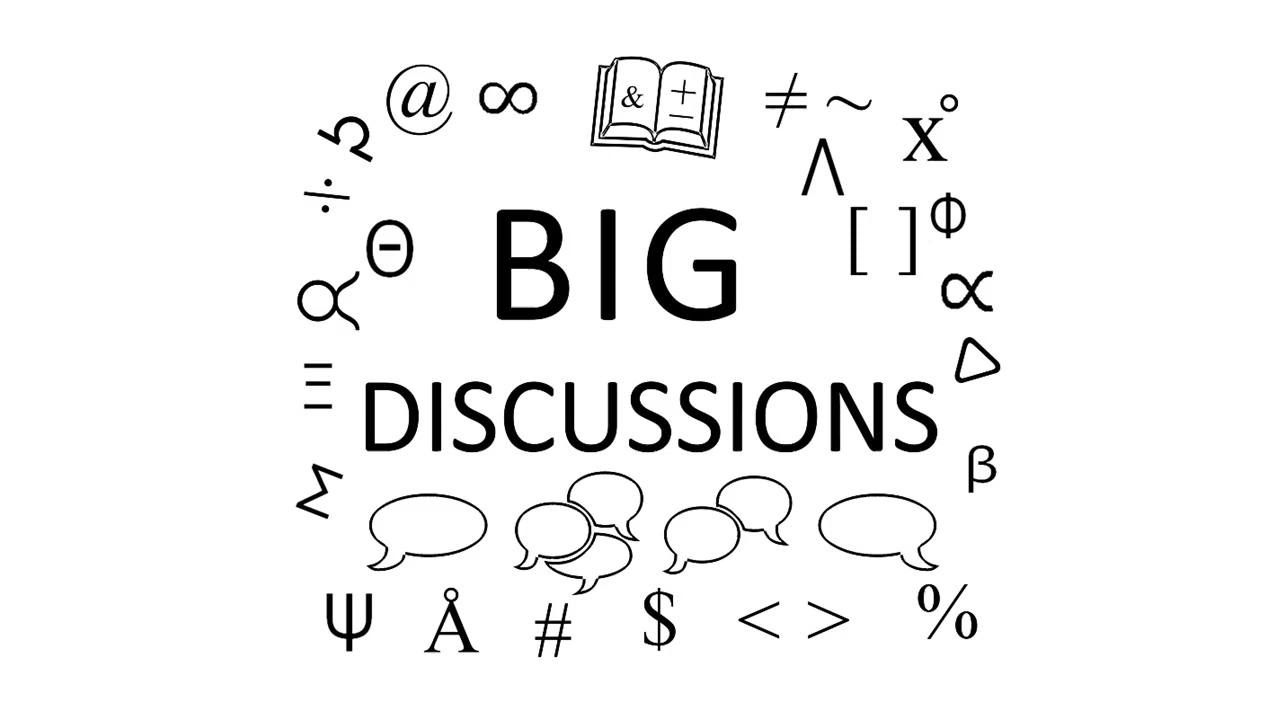 @ ∞ & + − ≠ ~ x°
÷ Λ
Θ BIG [ ] Φ
∝
Ξ Δ
DISCUSSIONS
Σ β
Ψ Å # $ < > %